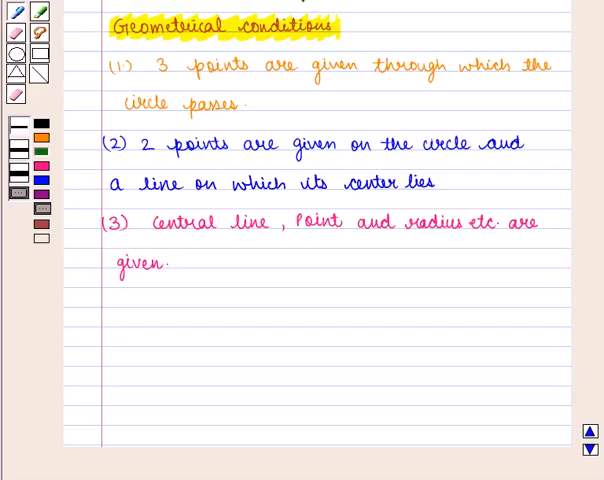 Geometrical conditions
(1) 3 points are given through which the
circle passes.
(2) 2 points are given on the circle and
a line on which its center lies
(3) Central line, Point and radius etc. are
given.